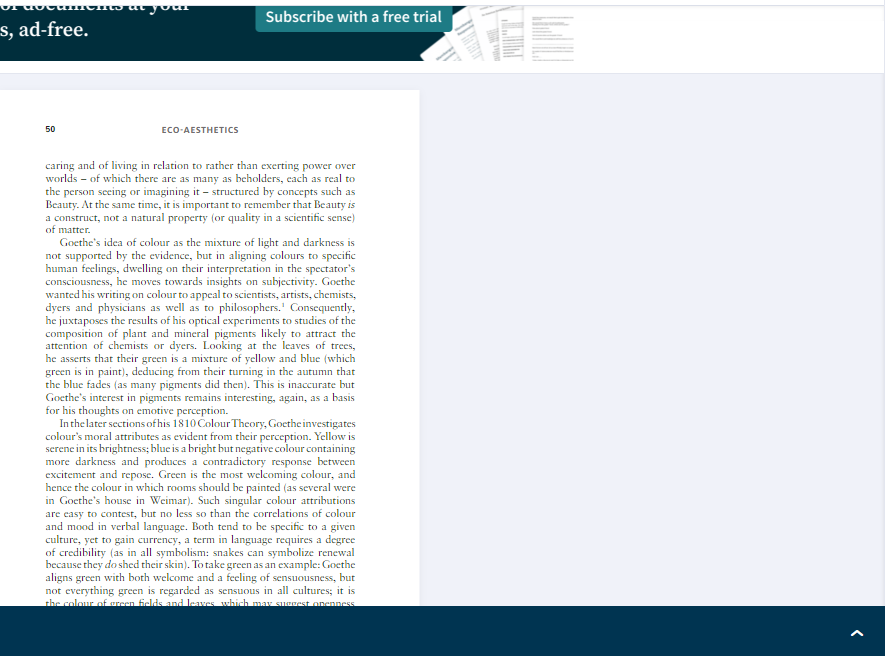 of documents at your
s, ad-free.
Subscribe with a free trial
50
ECO-AESTHETICS
caring and of living in relation to rather than exerting power over
worlds – of which there are as many as beholders, each as real to
the person seeing or imagining it – structured by concepts such as
Beauty. At the same time, it is important to remember that Beauty is
a construct, not a natural property (or quality in a scientific sense)
of matter.
Goethe's idea of colour as the mixture of light and darkness is
not supported by the evidence, but in aligning colours to specific
human feelings, dwelling on their interpretation in the spectator's
consciousness, he moves towards insights on subjectivity. Goethe
wanted his writing on colour to appeal to scientists, artists, chemists,
dyers and physicians as well as to philosophers.¹ Consequently,
he juxtaposes the results of his optical experiments to studies of the
composition of plant and mineral pigments likely to attract the
attention of chemists or dyers. Looking at the leaves of trees,
he asserts that their green is a mixture of yellow and blue (which
green is in paint), deducing from their turning in the autumn that
the blue fades (as many pigments did then). This is inaccurate but
Goethe's interest in pigments remains interesting, again, as a basis
for his thoughts on emotive perception.
In the later sections of his 1810 Colour Theory, Goethe investigates
colour's moral attributes as evident from their perception. Yellow is
serene in its brightness; blue is a bright but negative colour containing
more darkness and produces a contradictory response between
excitement and repose. Green is the most welcoming colour, and
hence the colour in which rooms should be painted (as several were
in Goethe's house in Weimar). Such singular colour attributions
are easy to contest, but no less so than the correlations of colour
and mood in verbal language. Both tend to be specific to a given
culture, yet to gain currency, a term in language requires a degree
of credibility (as in all symbolism: snakes can symbolize renewal
because they do shed their skin). To take green as an example: Goethe
aligns green with both welcome and a feeling of sensuousness, but
not everything green is regarded as sensuous in all cultures; it is
the colour of green fields and leaves, which may suggest openness